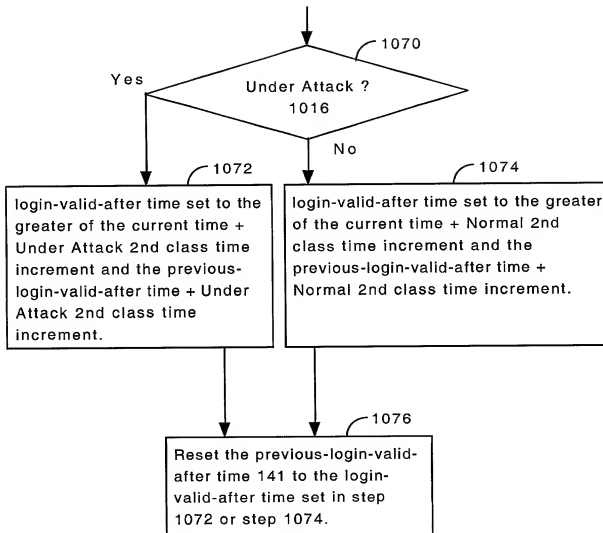 1070
Yes
Under Attack ?
1016
No
1072
login-valid-after time set to the
greater of the current time +
Under Attack 2nd class time
increment and the previous-
login-valid-after time + Under
Attack 2nd class time
increment.
1074
login-valid-after time set to the greater
of the current time + Normal 2nd
class time increment and the
previous-login-valid-after time +
Normal 2nd class time increment.
1076
Reset the previous-login-valid-
after time 141 to the login-
valid-after time set in step
1072 or step 1074.